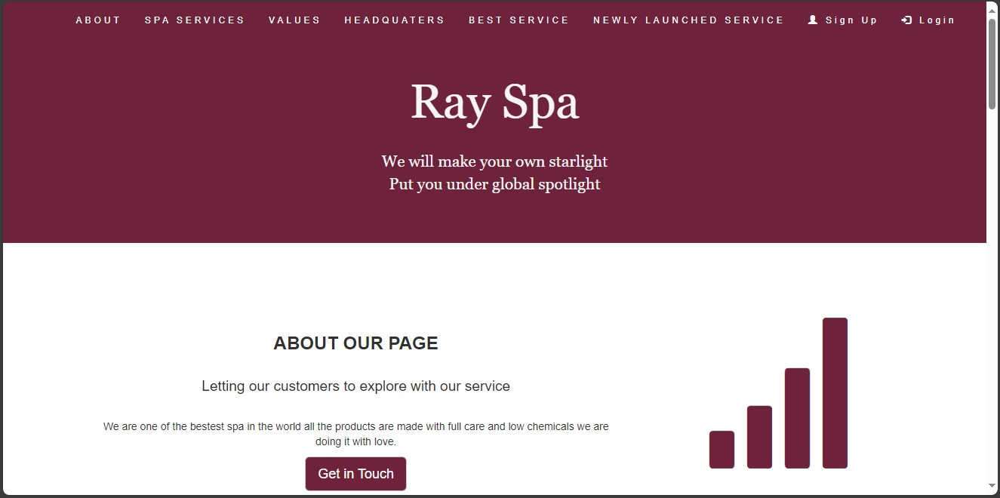 ABOUT SPA SERVICES VALUES HEADQUATERS BEST SERVICE NEWLY LAUNCHED SERVICE Sign Up Login
Ray Spa
We will make your own starlight
Put you under global spotlight
ABOUT OUR PAGE
Letting our customers to explore with our service
We are one of the bestest spa in the world all the products are made with full care and low chemicals we are
doing it with love.
Get in Touch